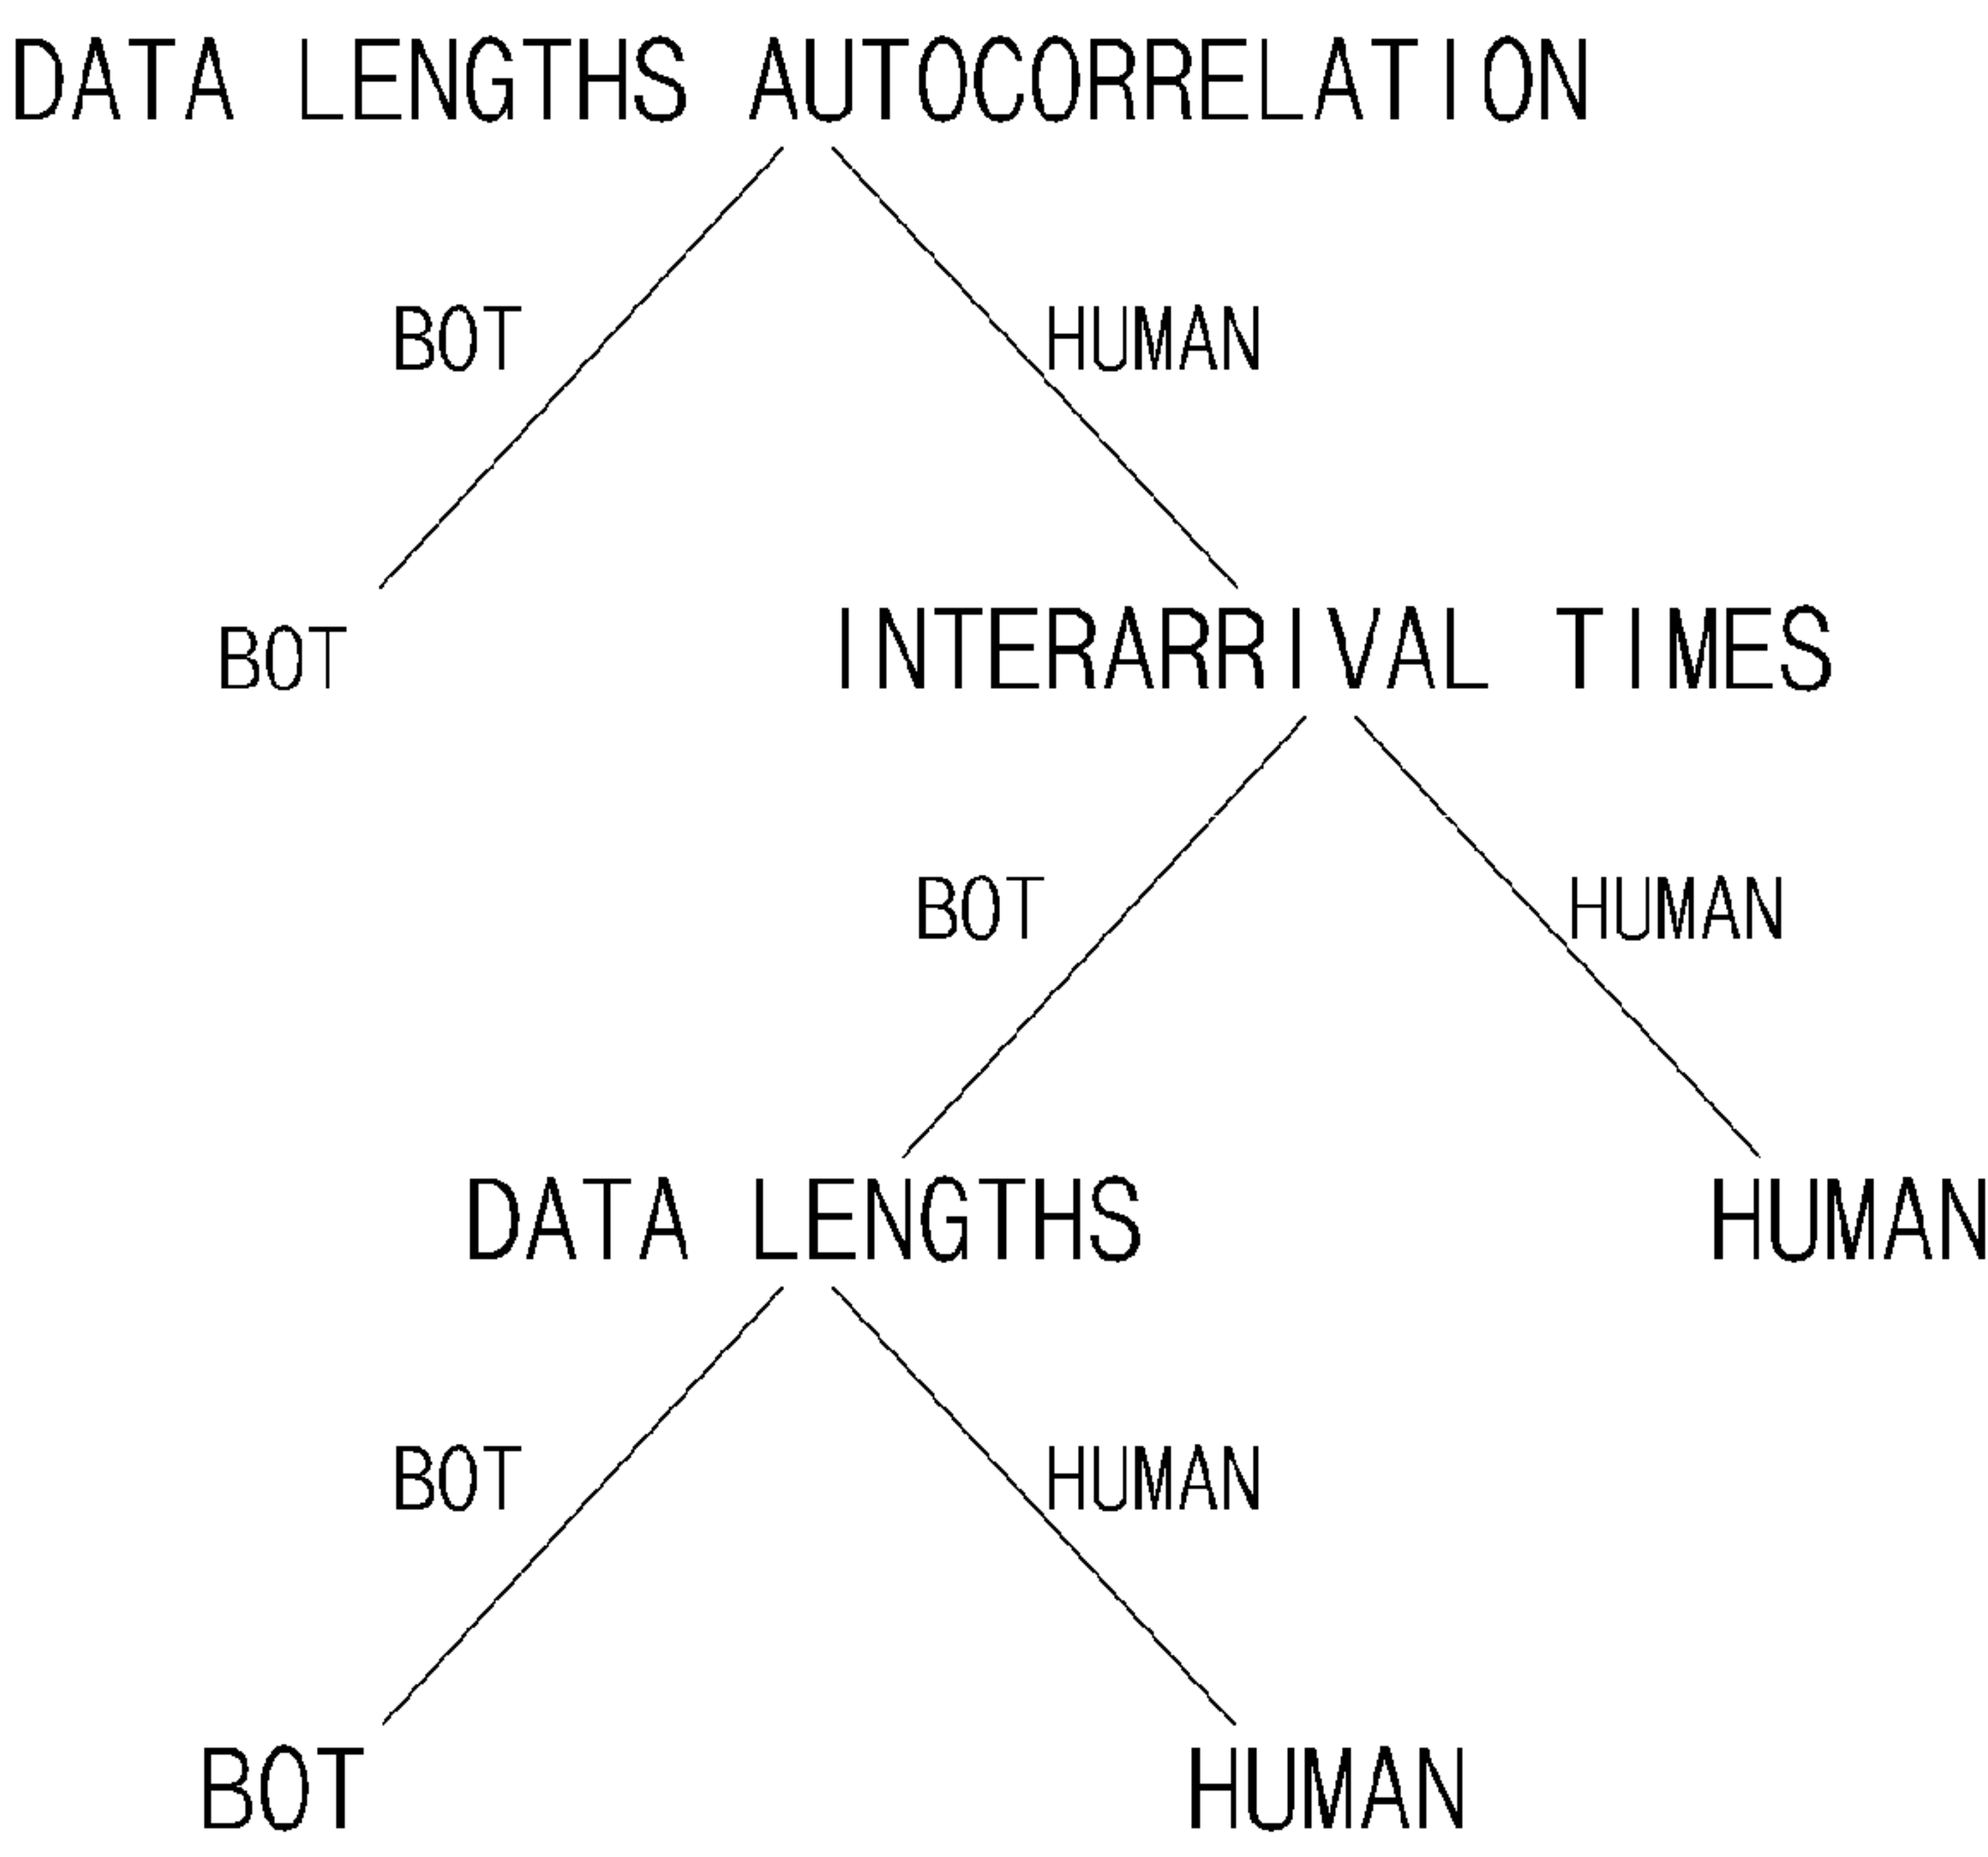 DATA LENGTHS AUTOCORRELATION
BOT HUMAN
BOT INTERARRIVAL TIMES
BOT HUMAN
DATA LENGTHS HUMAN
BOT HUMAN
BOT HUMAN